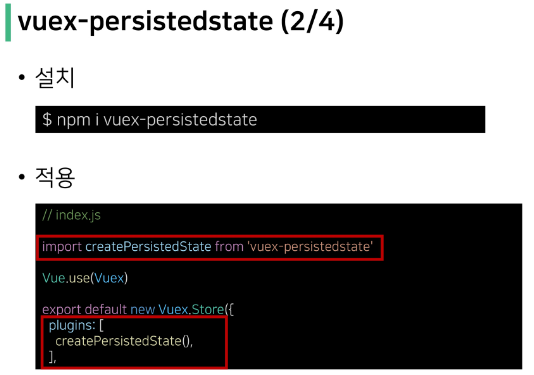 vuex-persistedstate (2/4)
• 설치
$ npm i vuex-persistedstate
• 적용
// index.js
import createPersistedState from 'vuex-persistedstate'
Vue.use(Vuex)
export default new Vuex.Store({
plugins: [
createPersistedState(),
],